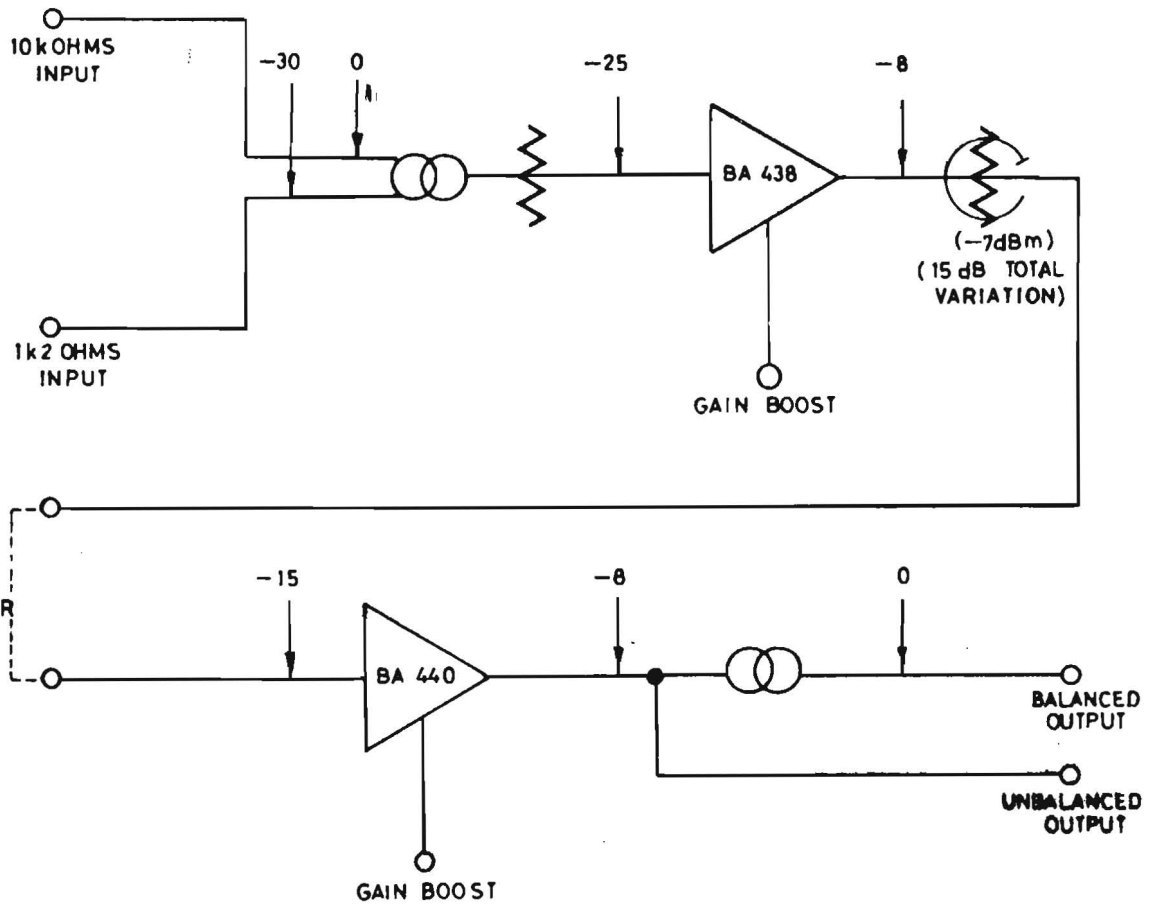 10k OHMS
INPUT
-30
0
-25
-8
BA 438
(-7dBm)
(15 dB TOTAL
VARIATION)
1k2 OHMS
INPUT
GAIN BOOST
R
-15
-8
0
BA 440
BALANCED
OUTPUT
UNBALANCED
OUTPUT
GAIN BOOST